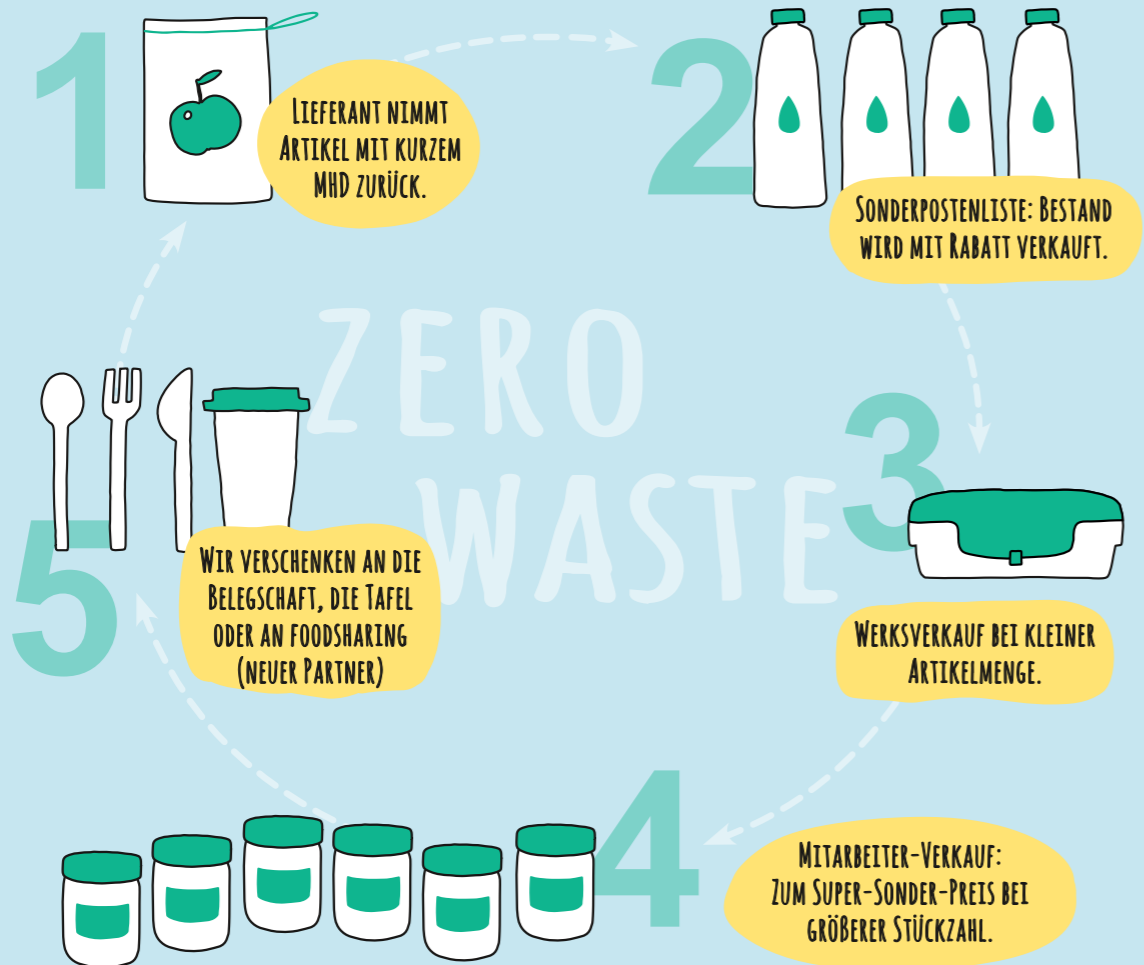 1
LIEFERANT NIMMT
ARTIKEL MIT KURZEM
MHD ZURÜCK.
2
SONDERPOSTENLISTE: BESTAND
WIRD MIT RABATT VERKAUFT.
ZERO
WASTE
3
WERKSVERKAUF BEI KLEINER
ARTIKELMENGE.
4
MITARBEITER-VERKAUF:
ZUM SUPER-SONDER-PREIS BEI
GRÖßERER STÜCKZAHL.
5
WIR VERSCHENKEN AN DIE
BELEGSCHAFT, DIE TAFEL
ODER AN FOODSHARING
(NEUER PARTNER)